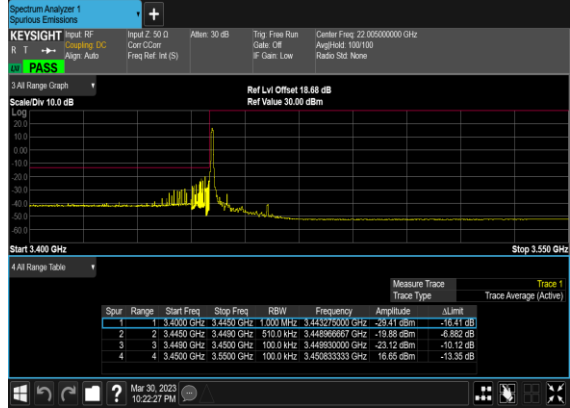 Spectrum Analyzer 1
Spurious Emissions
KEYSIGHT Input: RF Input Z: 50 Ω Atten: 30 dB Trig: Free Run Center Freq: 22.005000000 GHz
R T Coupling: DC Corr CCorr Gate: Off Avg|Hold: 100/100
Align: Auto Freq Ref: Int (S) IF Gain: Low Radio Std: None
PASS
3 All Range Graph
Ref Lvl Offset 18.68 dB
Scale/Div 10.0 dB Ref Value 30.00 dBm
Log
20.0
10.0
0.00
-10.0
-20.0
-30.0
-40.0
-50.0
-60.0
Start 3.400 GHz Stop 3.550 GHz
4 All Range Table
Measure Trace Trace 1
Trace Type Trace Average (Active)
Spur Range Start Freq Stop Freq RBW Frequency Amplitude ΔLimit
1 1 3.4000 GHz 3.4450 GHz 1.000 MHz 3.443275000 GHz -29.41 dBm -16.41 dB
2 2 3.4450 GHz 3.4490 GHz 510.0 kHz 3.448966667 GHz -19.88 dBm -6.882 dB
3 3 3.4490 GHz 3.4500 GHz 100.0 kHz 3.449930000 GHz -23.12 dBm -10.12 dB
4 4 3.4500 GHz 3.5500 GHz 100.0 kHz 3.450833333 GHz 16.65 dBm -13.35 dB
Mar 30, 2023
10:22:27 PM